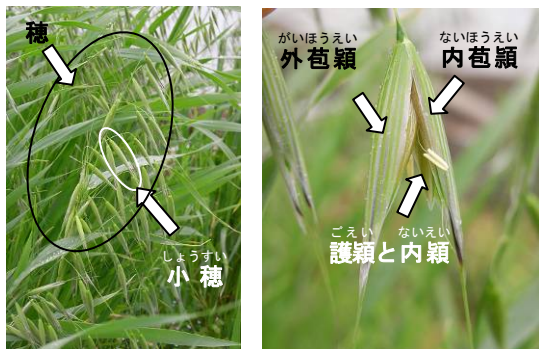 穂
しょうすい
小穂
がいほうえい
外苞穎
ないほうえい
内苞穎
ごえい ないえい
護穎と内穎